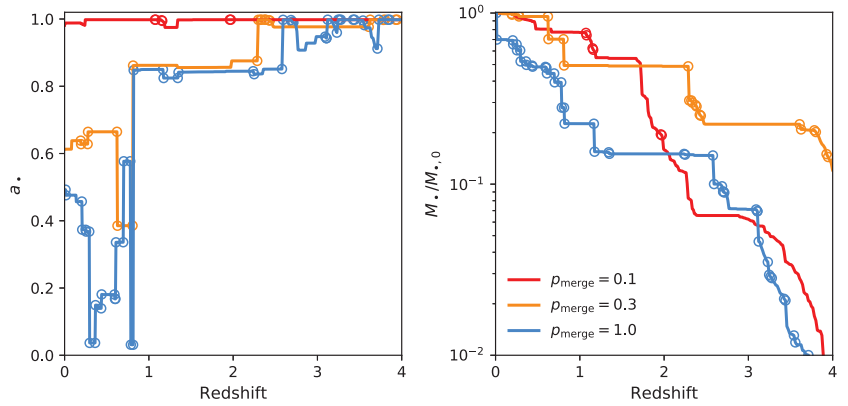 1.0
0.8
0.6
0.4
0.2
0.0
a•
0 1 2 3 4
Redshift
10⁰
10⁻¹
10⁻²
M•/M•,0
p_merge = 0.1
p_merge = 0.3
p_merge = 1.0
0 1 2 3 4
Redshift